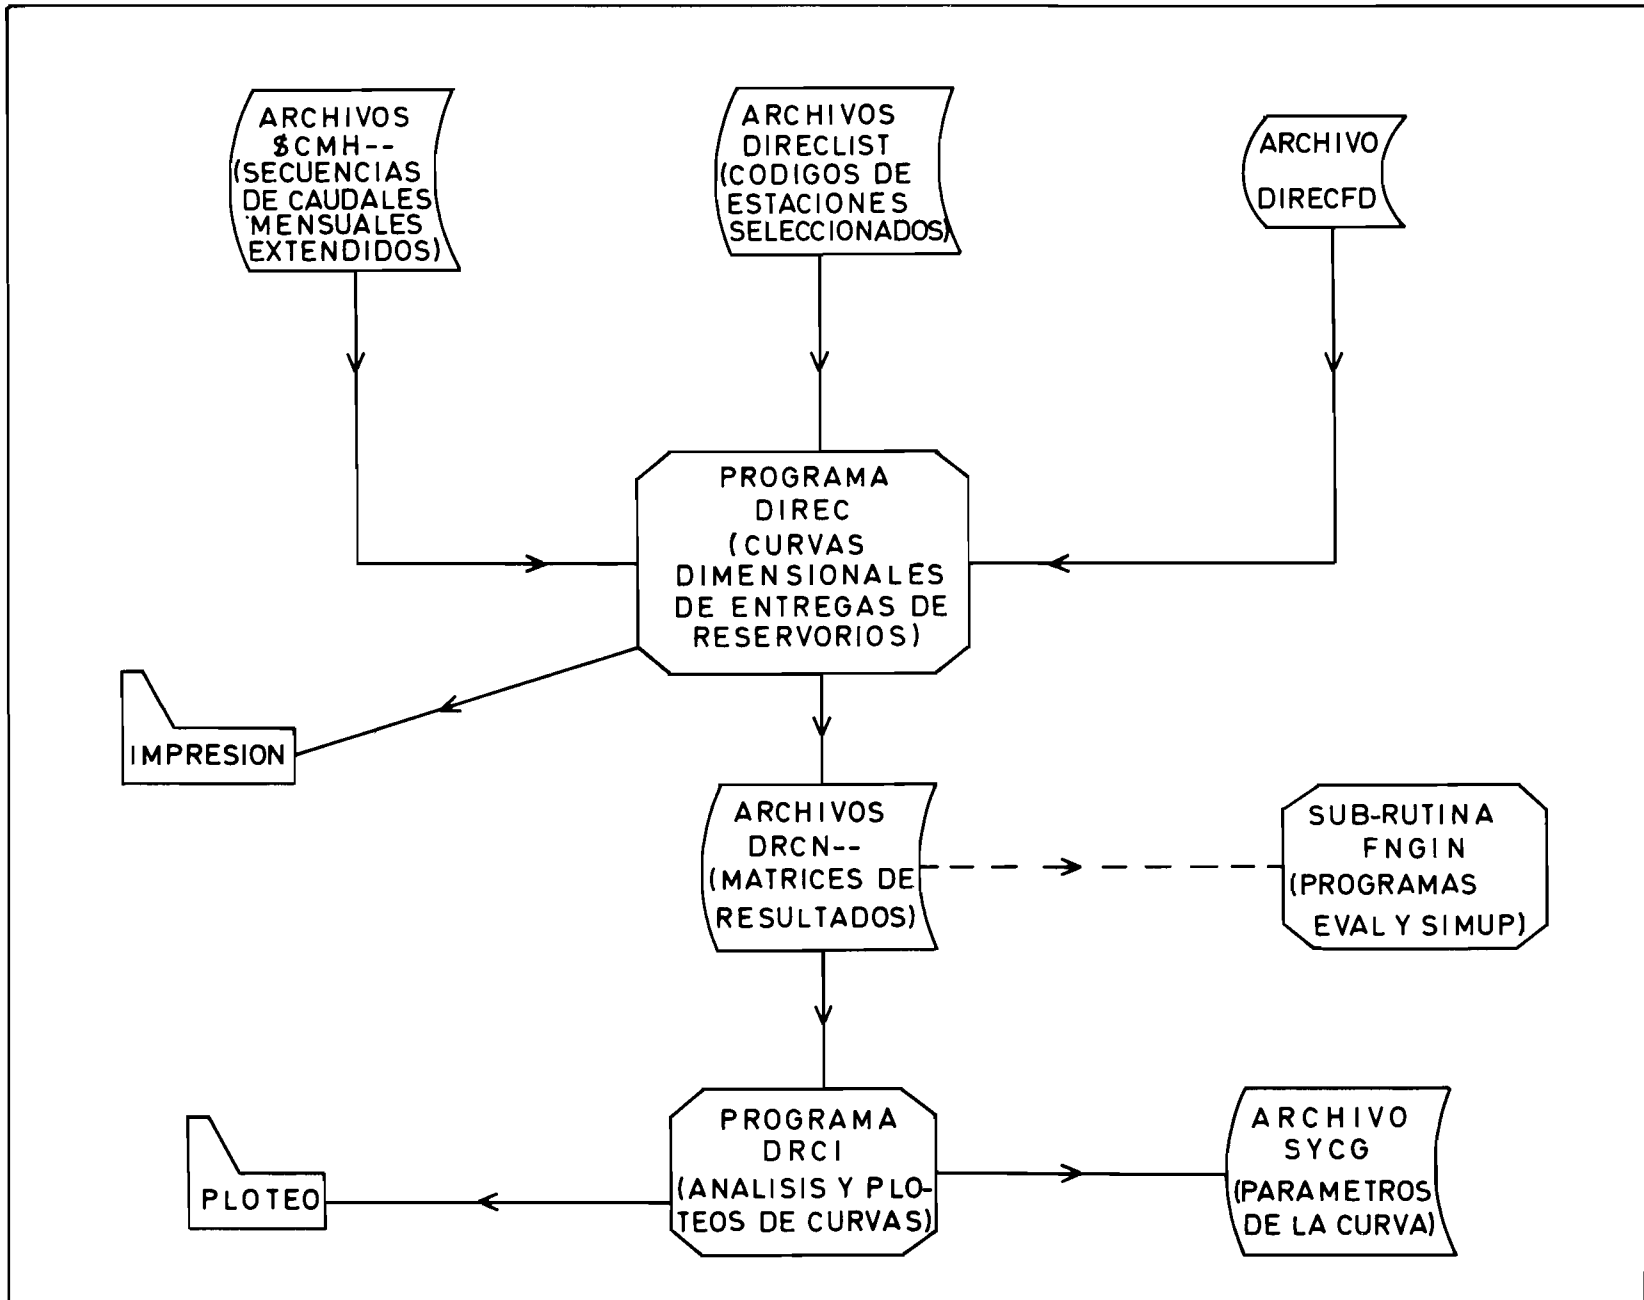 ARCHIVOS
$CMH--
(SECUENCIAS
DE CAUDALES
MENSUALES
EXTENDIDOS)
ARCHIVOS
DIRECLIST
(CODIGOS DE
ESTACIONES
SELECCIONADOS)
ARCHIVO
DIRECFD
PROGRAMA
DIREC
(CURVAS
DIMENSIONALES
DE ENTREGAS DE
RESERVORIOS)
IMPRESION
ARCHIVOS
DRCN--
(MATRICES DE
RESULTADOS)
SUB-RUTINA
FNGIN
(PROGRAMAS
EVAL Y SIMUP)
PROGRAMA
DRCI
(ANALISIS Y PLO-
TEOS DE CURVAS)
PLOTEO
ARCHIVO
SYCG
(PARAMETROS
DE LA CURVA)